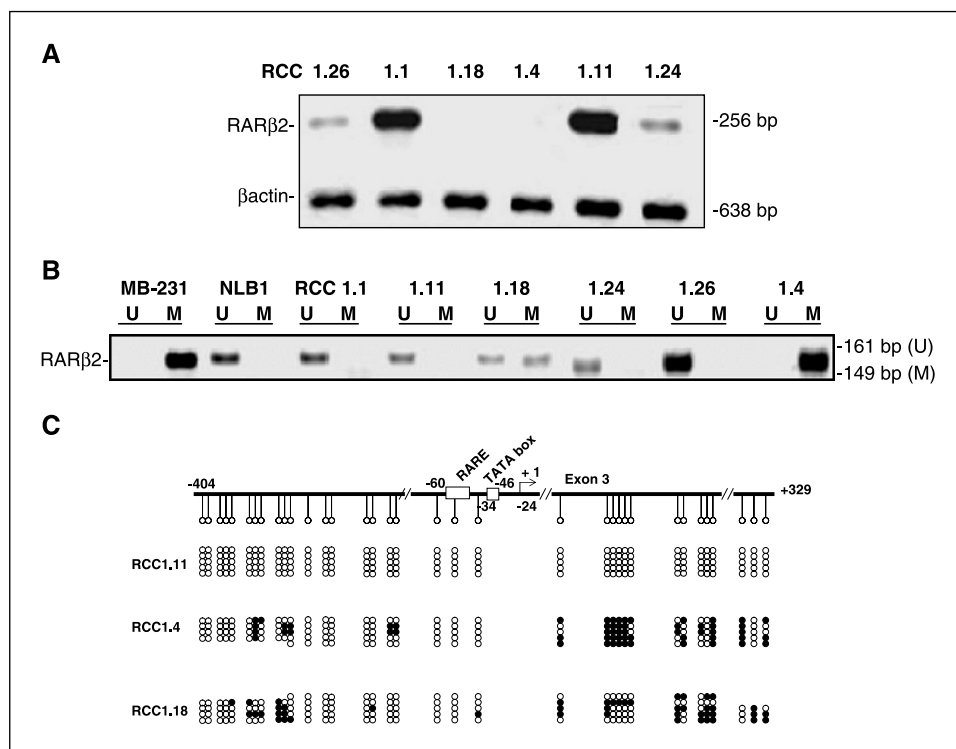 A
RCC 1.26 1.1 1.18 1.4 1.11 1.24
RARβ2- -256 bp
βactin- -638 bp
B
MB-231 NLB1 RCC 1.1 1.11 1.18 1.24 1.26 1.4
U M U M U M U M U M U M U M U M
RARβ2- -161 bp (U)
-149 bp (M)
C
RARE TATA box
-404 -60 -46 +1 Exon 3 +329
-34 -24
RCC1.11
RCC1.4
RCC1.18